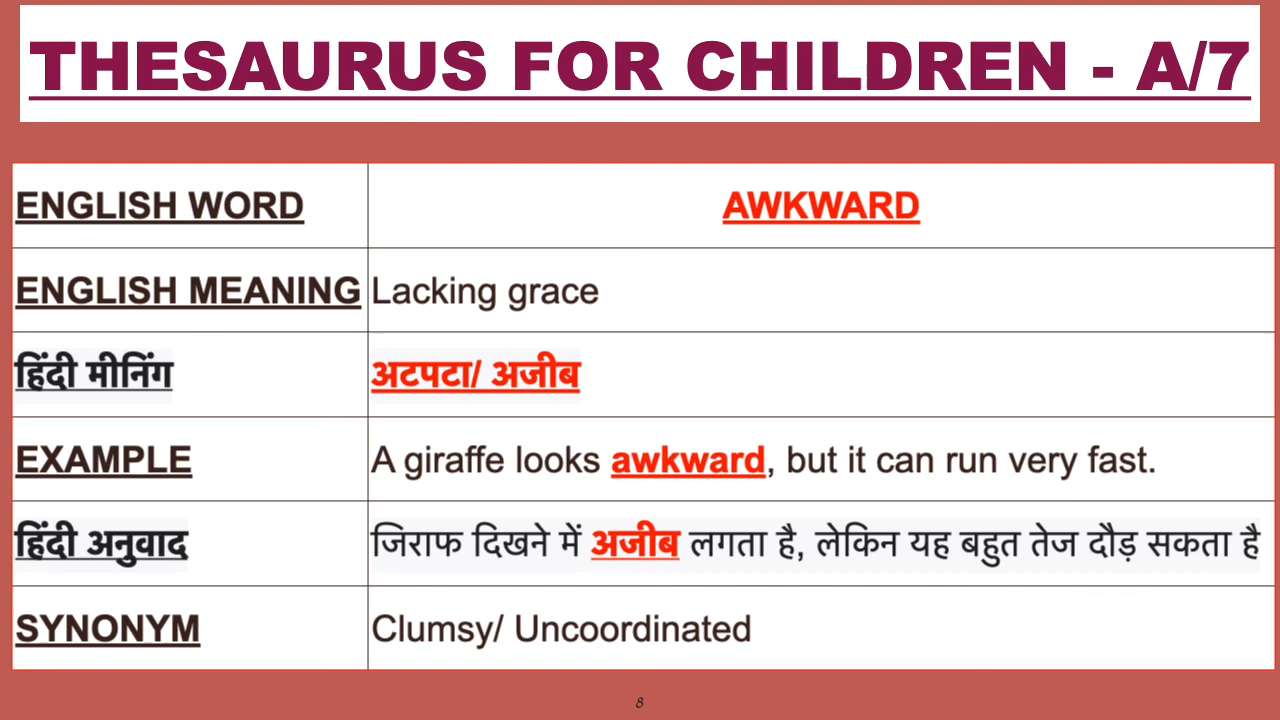 THESAURUS FOR CHILDREN - A/7
ENGLISH WORD AWKWARD
ENGLISH MEANING Lacking grace
हिंदी मीनिंग अटपटा/ अजीब
EXAMPLE A giraffe looks awkward, but it can run very fast.
हिंदी अनुवाद जिराफ दिखने में अजीब लगता है, लेकिन यह बहुत तेज दौड़ सकता है
SYNONYM Clumsy/ Uncoordinated
8